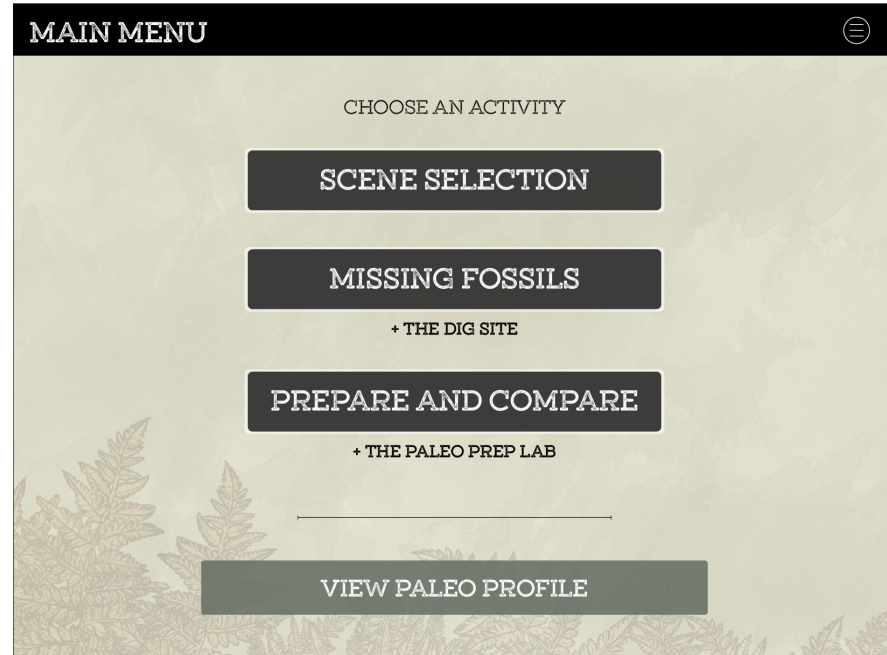 MAIN MENU
CHOOSE AN ACTIVITY
SCENE SELECTION
MISSING FOSSILS
+ THE DIG SITE
PREPARE AND COMPARE
+ THE PALEO PREP LAB
VIEW PALEO PROFILE